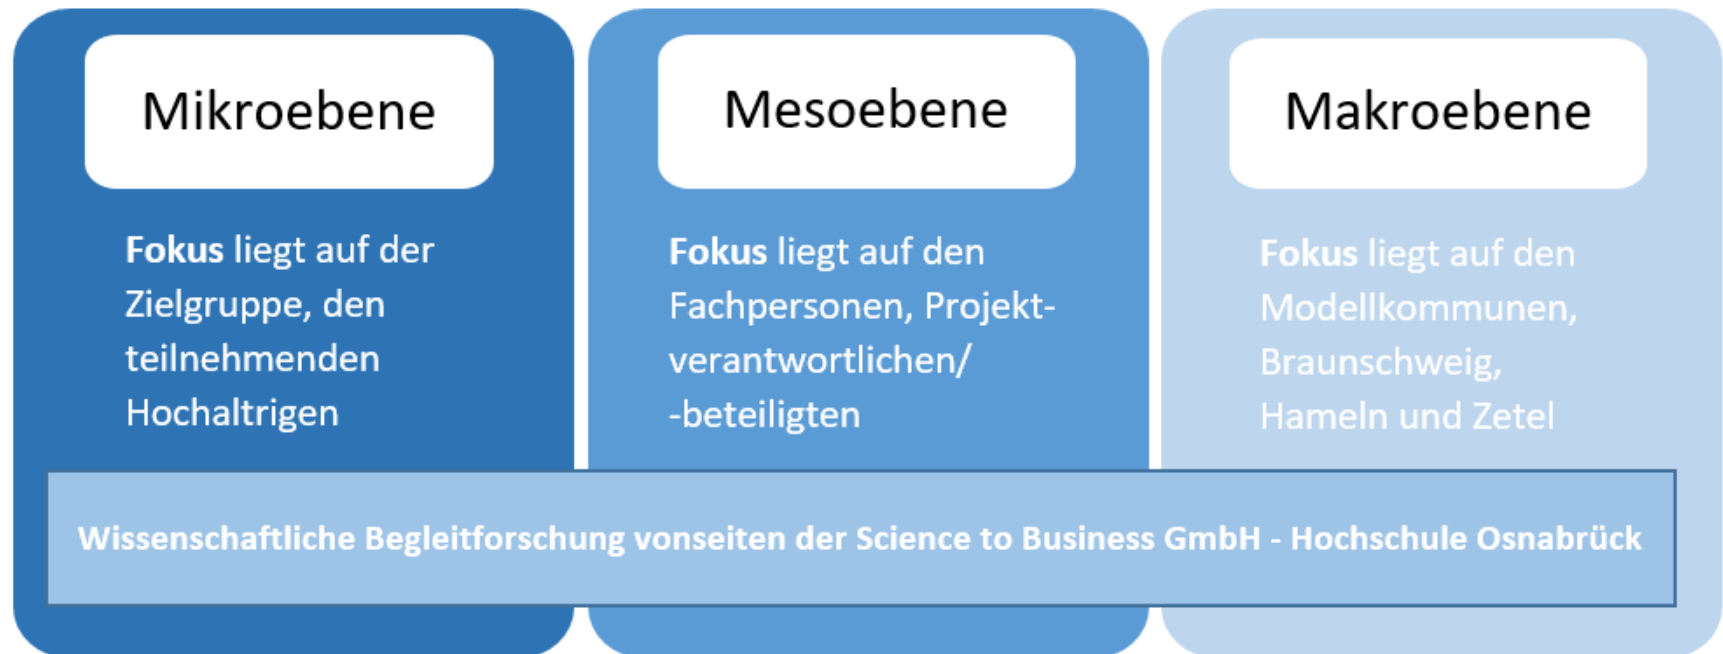 Mikroebene
Fokus liegt auf der
Zielgruppe, den
teilnehmenden
Hochaltrigen
Mesoebene
Fokus liegt auf den
Fachpersonen, Projekt-
verantwortlichen/
-beteiligten
Makroebene
Fokus liegt auf den
Modellkommunen,
Braunschweig,
Hameln und Zetel
Wissenschaftliche Begleitforschung vonseiten der Science to Business GmbH - Hochschule Osnabrück